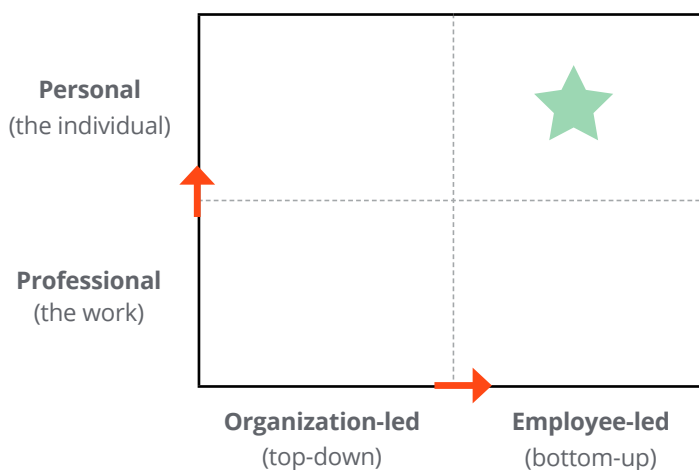 Personal
(the individual)
Professional
(the work)
Organization-led
(top-down)
Employee-led
(bottom-up)